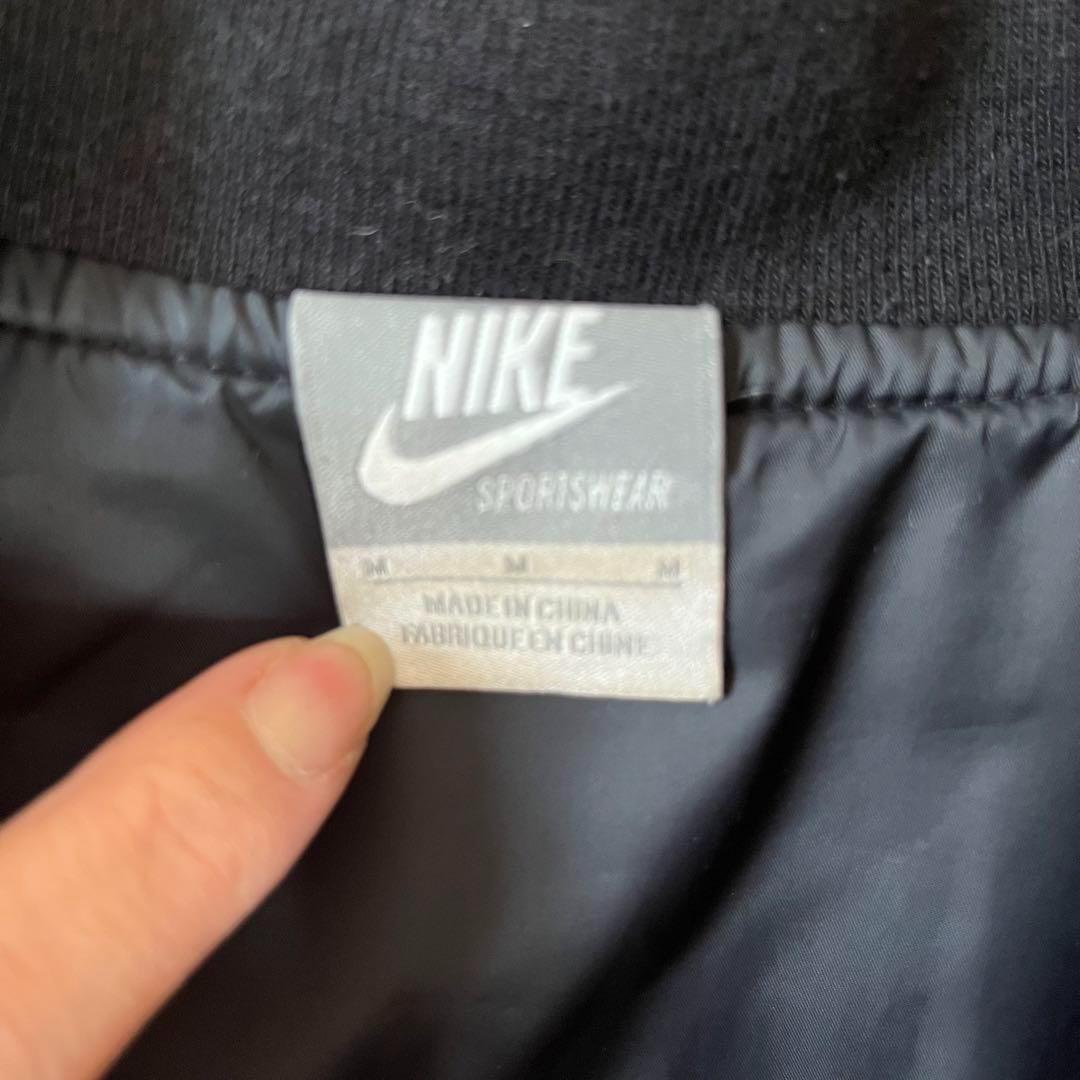 NIKE
SPORTSWEAR
M M M
MADE IN CHINA
FABRIQUE EN CHINE